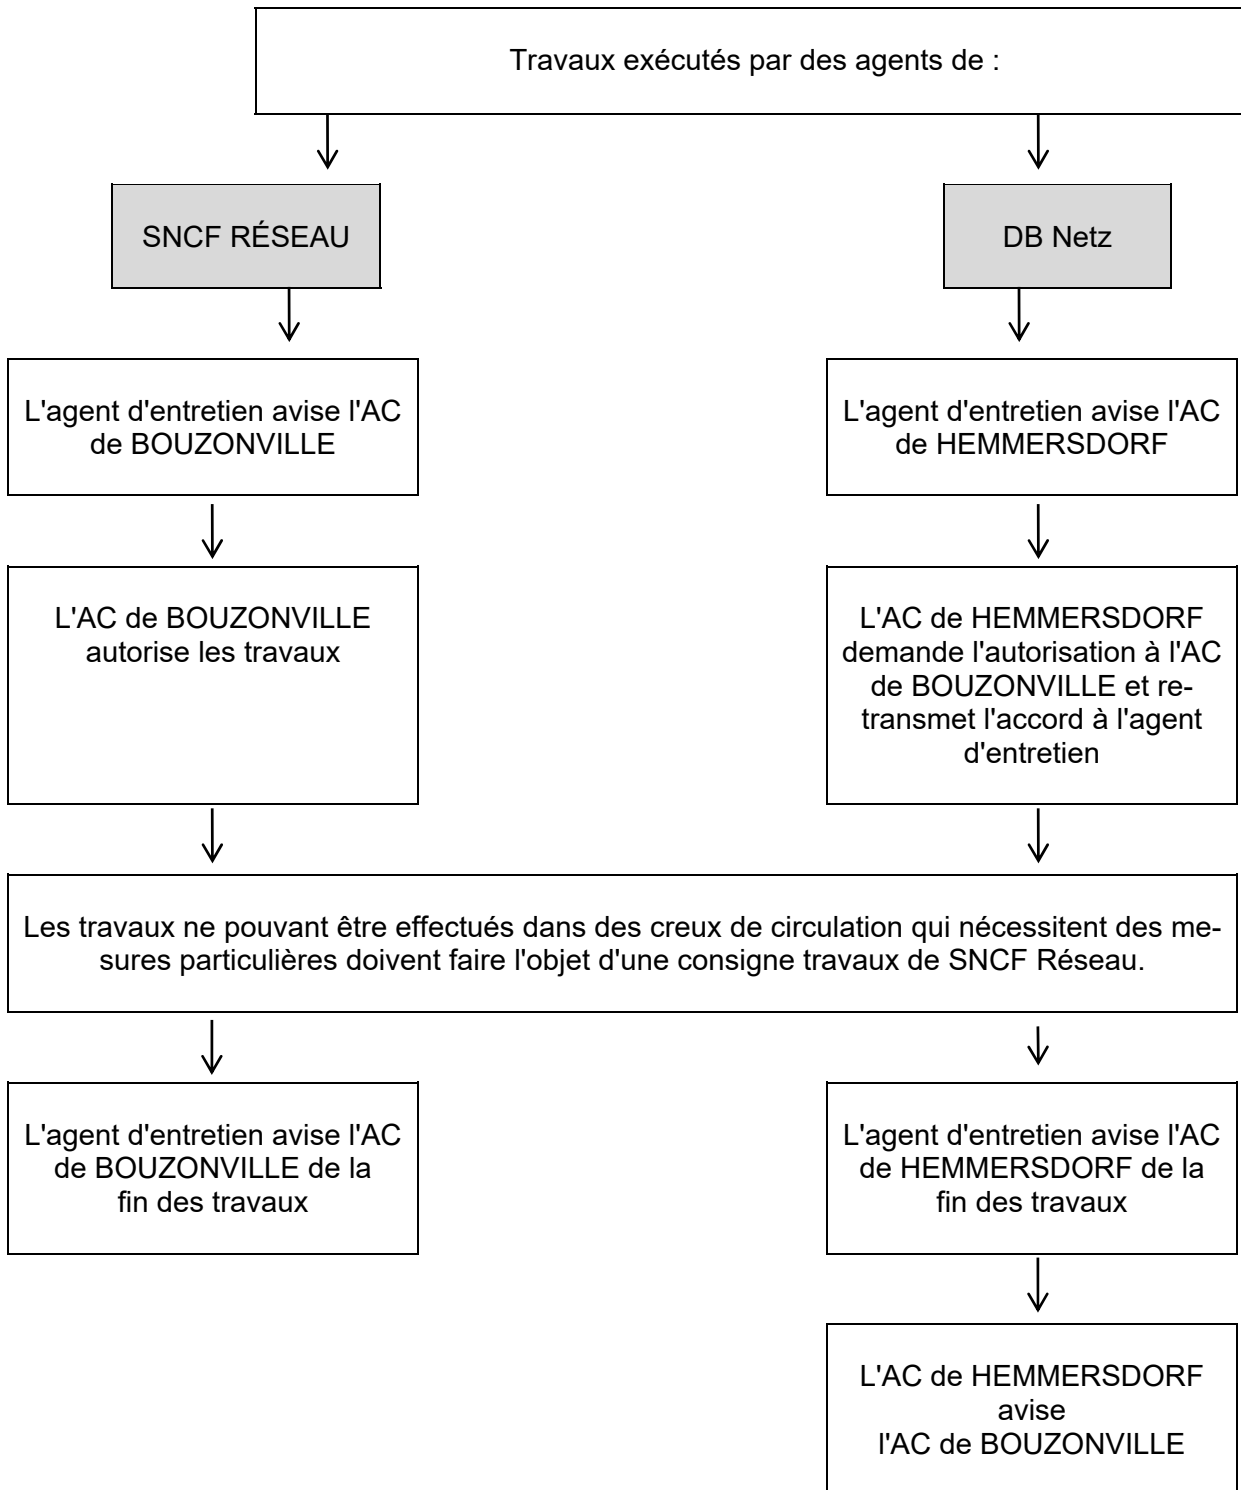 Travaux exécutés par des agents de :
SNCF RÉSEAU
DB Netz
L'agent d'entretien avise l'AC
de BOUZONVILLE
L'agent d'entretien avise l'AC
de HEMMERSDORF
L'AC de BOUZONVILLE
autorise les travaux
L'AC de HEMMERSDORF
demande l'autorisation à l'AC
de BOUZONVILLE et re-
transmet l'accord à l'agent
d'entretien
Les travaux ne pouvant être effectués dans des creux de circulation qui nécessitent des me-
sures particulières doivent faire l'objet d'une consigne travaux de SNCF Réseau.
L'agent d'entretien avise l'AC
de BOUZONVILLE de la
fin des travaux
L'agent d'entretien avise l'AC
de HEMMERSDORF de la
fin des travaux
L'AC de HEMMERSDORF
avise
l'AC de BOUZONVILLE